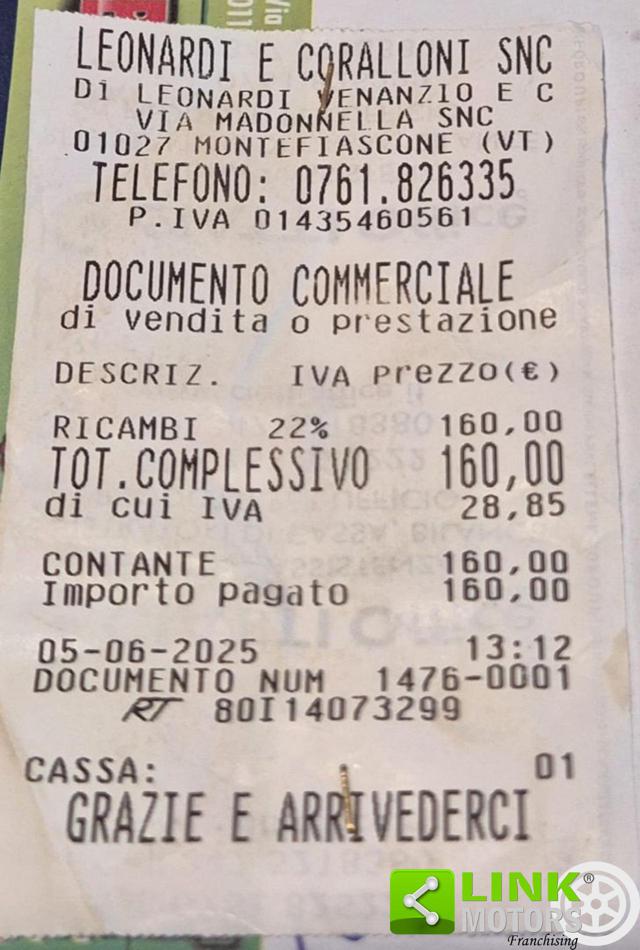 LEONARDI E CORALLONI SNC
Di LEONARDI VENANZIO E C
VIA MADONNELLA SNC
01027 MONTEFIASCONE (VT)
TELEFONO: 0761.826335
P.IVA 01435460561
DOCUMENTO COMMERCIALE
di vendita o prestazione
DESCRIZ. IVA Prezzo(€)
RICAMBI 22% 160,00
TOT.COMPLESSIVO 160,00
di cui IVA 28,85
CONTANTE 160,00
Importo pagato 160,00
05-06-2025 13:12
DOCUMENTO NUM 1476-0001
RT 80I14073299
CASSA: 01
GRAZIE E ARRIVEDERCI
LINK®
MOTORS
Franchising